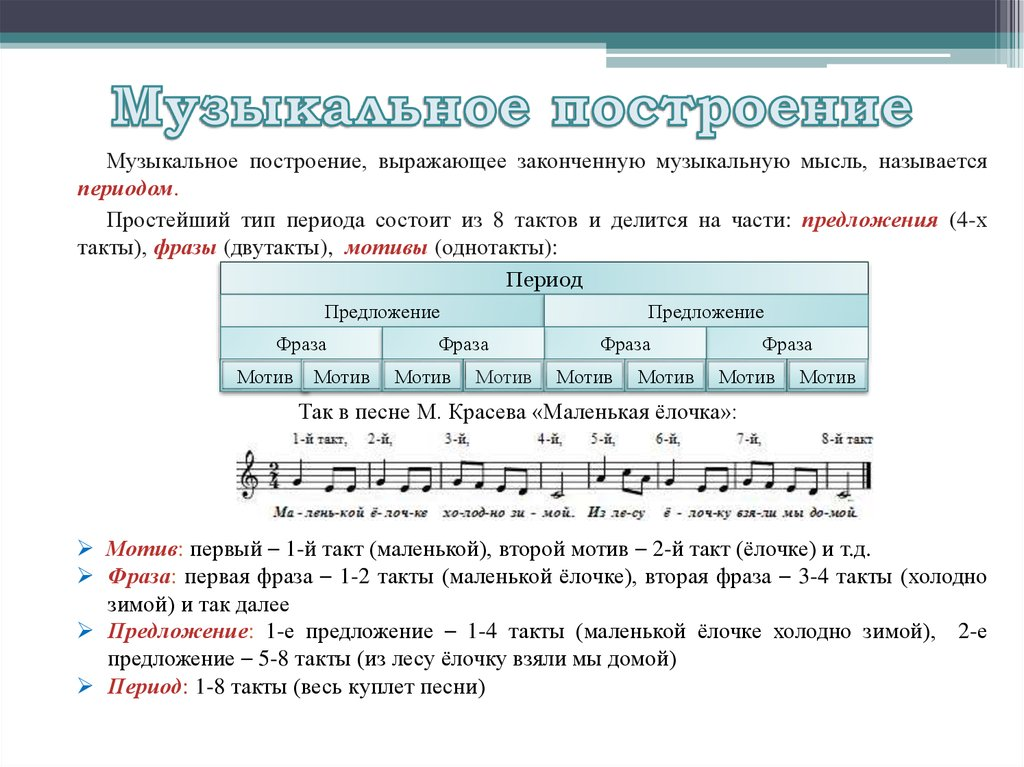 Музыкальное построение
Музыкальное построение, выражающее законченную музыкальную мысль, называется
периодом.
Простейший тип периода состоит из 8 тактов и делится на части: предложения (4-х
такты), фразы (двутакты), мотивы (однотакты):
Период
Предложение Предложение
Фраза Фраза Фраза Фраза
Мотив Мотив Мотив Мотив Мотив Мотив Мотив Мотив
Так в песне М. Красева «Маленькая ёлочка»:
1-й такт, 2-й, 3-й, 4-й, 5-й, 6-й, 7-й, 8-й такт
2
4
Ма - лень-кой ё - лоч - ке хо-лод-но зи - мой. Из ле-су ё - лоч-ку взя-ли мы до-мой.
➢ Мотив: первый – 1-й такт (маленькой), второй мотив – 2-й такт (ёлочке) и т.д.
➢ Фраза: первая фраза – 1-2 такты (маленькой ёлочке), вторая фраза – 3-4 такты (холодно
зимой) и так далее
➢ Предложение: 1-е предложение – 1-4 такты (маленькой ёлочке холодно зимой), 2-е
предложение – 5-8 такты (из лесу ёлочку взяли мы домой)
➢ Период: 1-8 такты (весь куплет песни)